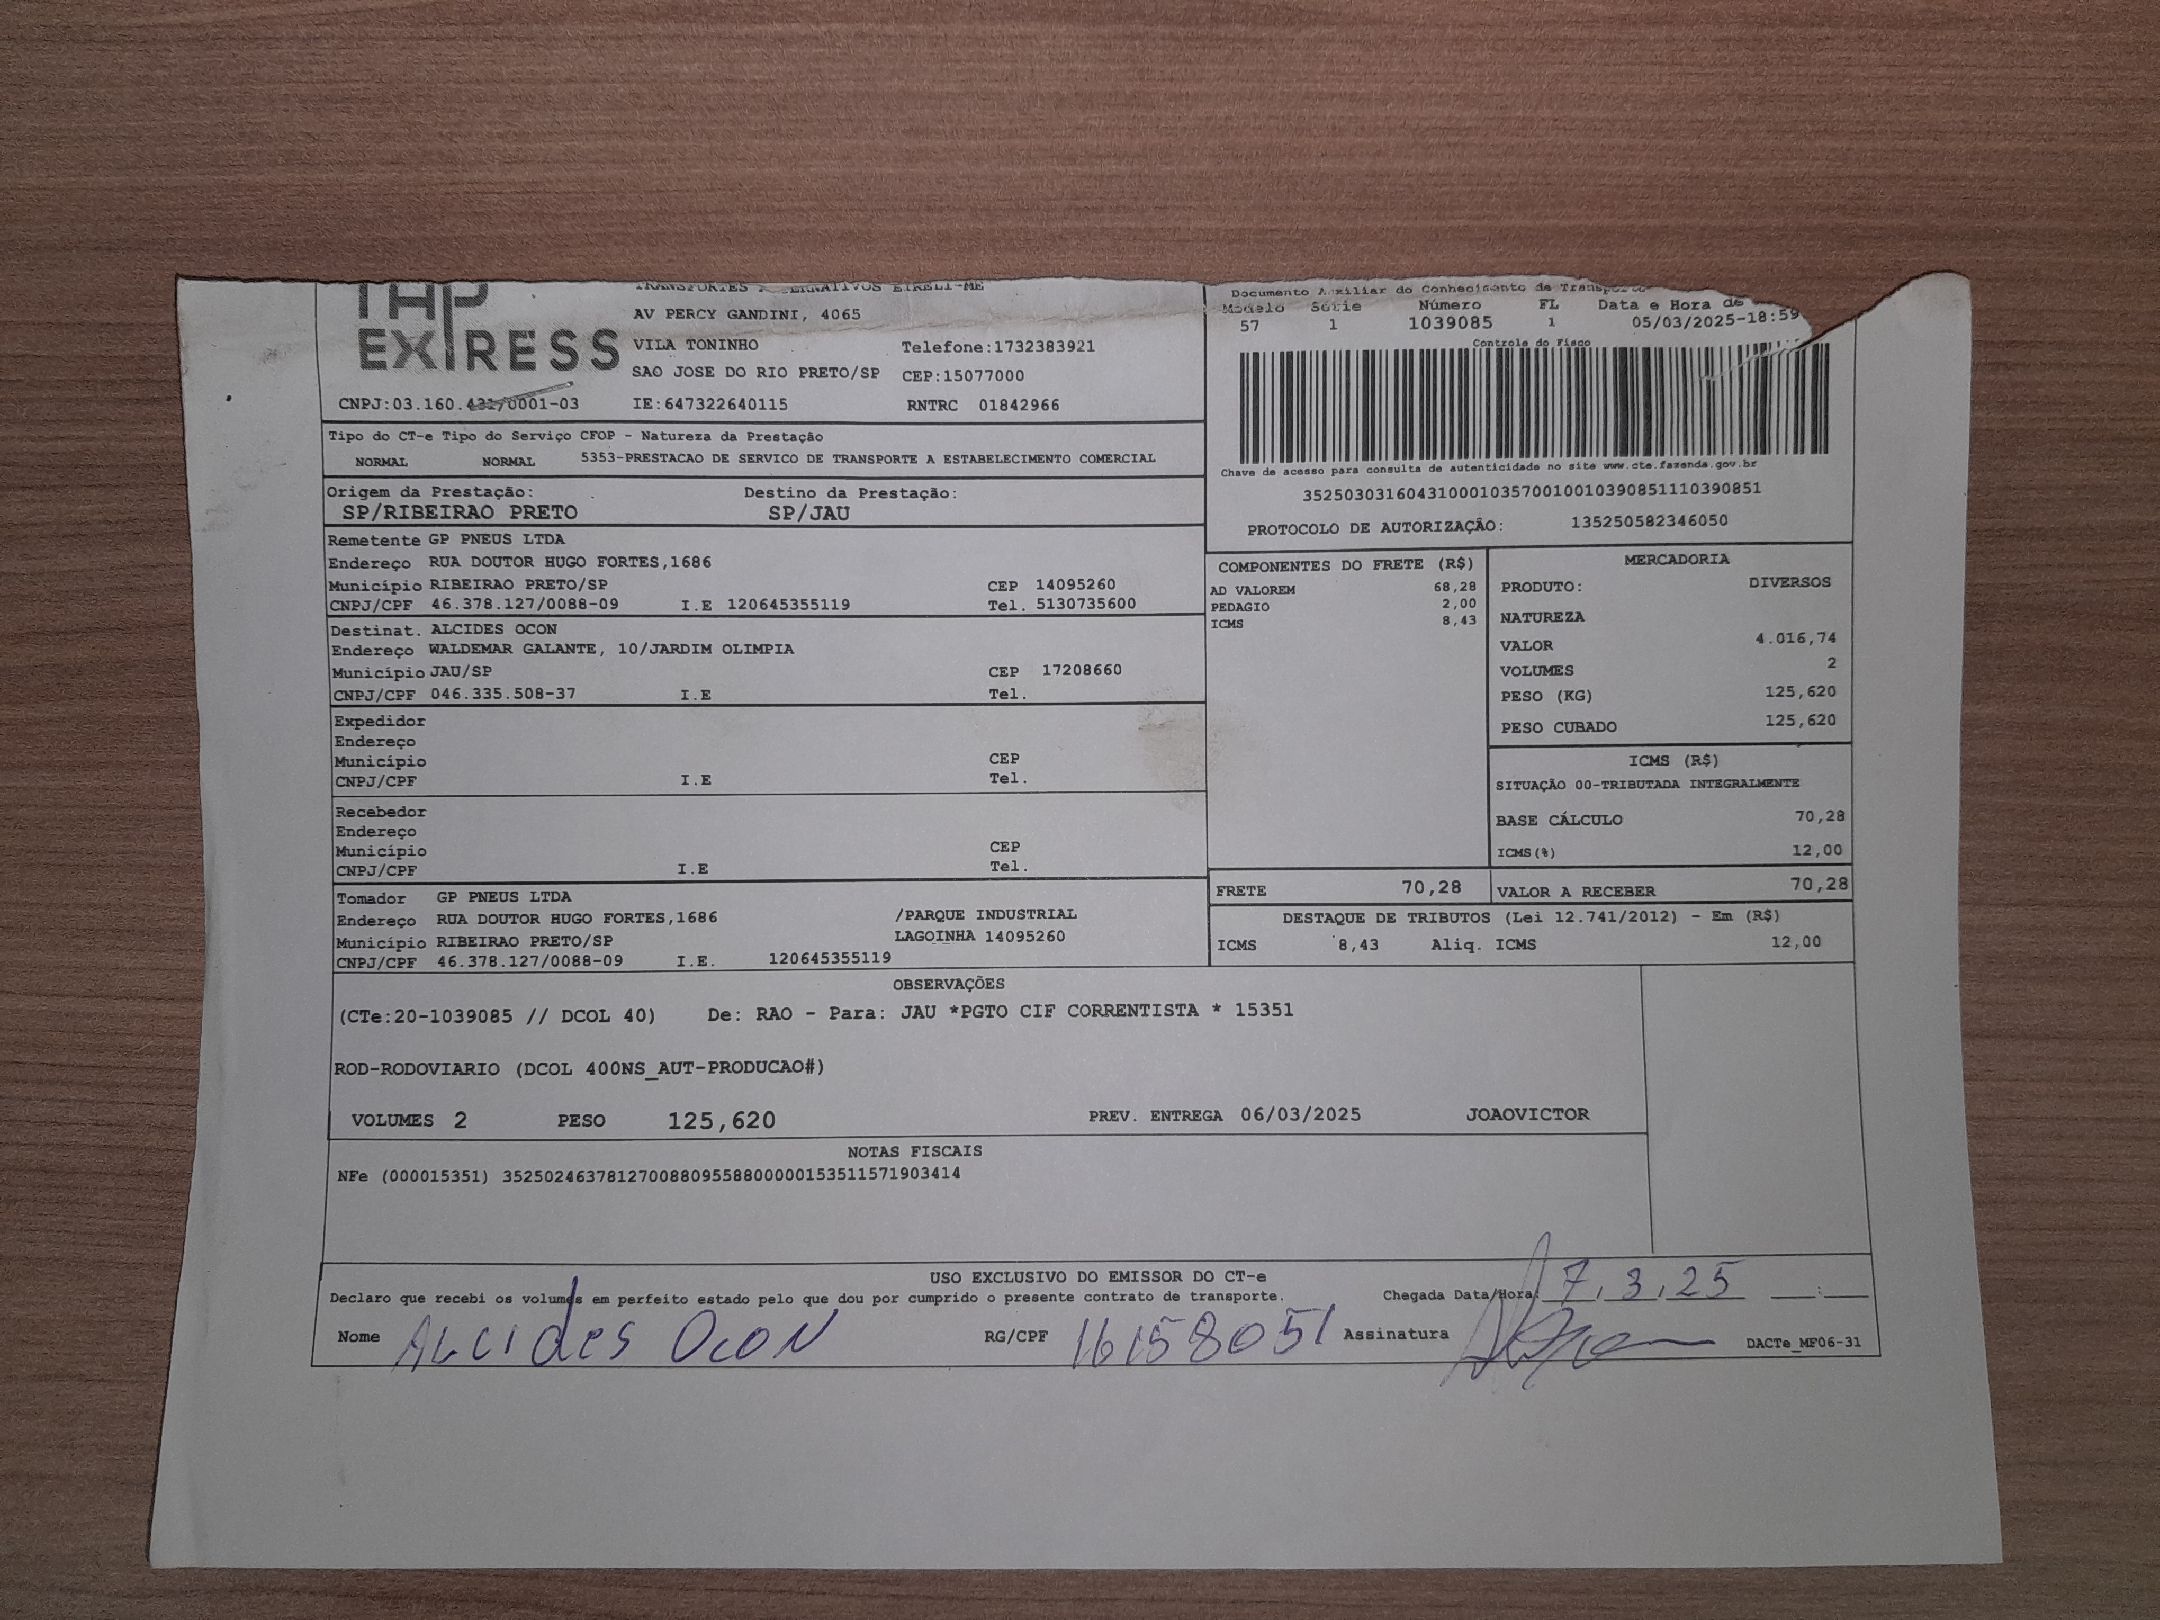 TAP
EXPRESS
TRANSPORTES ALTERNATIVOS EIRELI-ME
AV PERCY GANDINI, 4065
VILA TONINHO Telefone:1732383921
SAO JOSE DO RIO PRETO/SP CEP:15077000
CNPJ:03.160.431/0001-03 IE:647322640115 RNTRC 01842966
Documento Auxiliar do Conhecimento de
Modelo Série Número FL Data e Hora de
57 1 1039085 1 05/03/2025-18:59
Controle do Fisco
Chave de acesso para consulta de autenticidade no site www.cte.fazenda.gov.br
35250303160431000103570010010390851110390851
PROTOCOLO DE AUTORIZAÇÃO: 135250582346050
Tipo do CT-e Tipo do Serviço CFOP - Natureza da Prestação
NORMAL NORMAL 5353-PRESTACAO DE SERVICO DE TRANSPORTE A ESTABELECIMENTO COMERCIAL
Origem da Prestação: Destino da Prestação:
SP/RIBEIRAO PRETO SP/JAU
Remetente GP PNEUS LTDA
Endereço RUA DOUTOR HUGO FORTES,1686
Município RIBEIRAO PRETO/SP CEP 14095260
CNPJ/CPF 46.378.127/0088-09 I.E 120645355119 Tel. 5130735600
Destinat. ALCIDES OCON
Endereço WALDEMAR GALANTE, 10/JARDIM OLIMPIA
Município JAU/SP CEP 17208660
CNPJ/CPF 046.335.508-37 I.E Tel.
Expedidor
Endereço
Município CEP
CNPJ/CPF I.E Tel.
Recebedor
Endereço
Município CEP
CNPJ/CPF I.E Tel.
Tomador GP PNEUS LTDA
Endereço RUA DOUTOR HUGO FORTES,1686 /PARQUE INDUSTRIAL
Município RIBEIRAO PRETO/SP LAGOINHA 14095260
CNPJ/CPF 46.378.127/0088-09 I.E. 120645355119
COMPONENTES DO FRETE (R$)
AD VALOREM 68,28
PEDAGIO 2,00
ICMS 8,43
MERCADORIA
PRODUTO: DIVERSOS
NATUREZA
VALOR 4.016,74
VOLUMES 2
PESO (KG) 125,620
PESO CUBADO 125,620
ICMS (R$)
SITUAÇÃO 00-TRIBUTADA INTEGRALMENTE
BASE CÁLCULO 70,28
ICMS(%) 12,00
FRETE 70,28 VALOR A RECEBER 70,28
DESTAQUE DE TRIBUTOS (Lei 12.741/2012) - Em (R$)
ICMS 8,43 Aliq. ICMS 12,00
OBSERVAÇÕES
(CTe:20-1039085 // DCOL 40) De: RAO - Para: JAU *PGTO CIF CORRENTISTA * 15351
ROD-RODOVIARIO (DCOL 400NS_AUT-PRODUCAO#)
VOLUMES 2 PESO 125,620 PREV. ENTREGA 06/03/2025 JOAOVICTOR
NOTAS FISCAIS
NFe (000015351) 35250246378127008809558800000153511571903414
USO EXCLUSIVO DO EMISSOR DO CT-e
Declaro que recebi os volumes em perfeito estado pelo que dou por cumprido o presente contrato de transporte. Chegada Data/Hora: 7,3,25 __:__
Nome Alcides Ocon RG/CPF 16158051 Assinatura DACTe_MF06-31